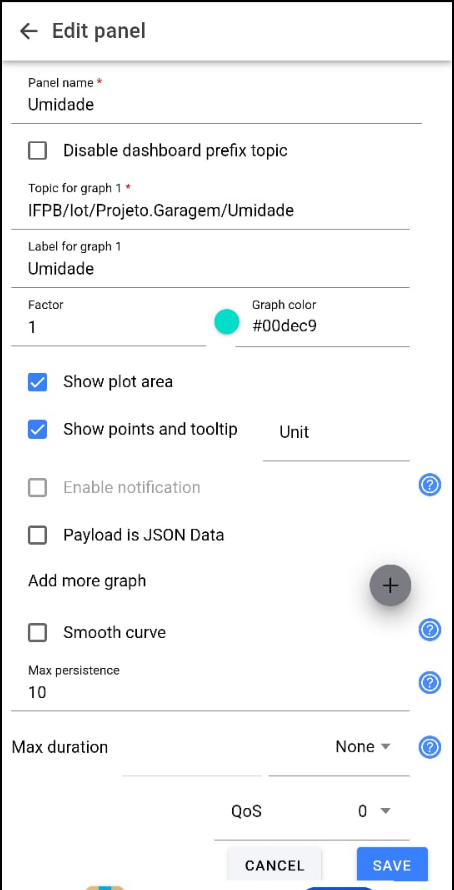 Edit panel
Panel name *
Umidade
Disable dashboard prefix topic
Topic for graph 1 *
IFPB/Iot/Projeto.Garagem/Umidade
Label for graph 1
Umidade
Factor
1
Graph color
#00dec9
Show plot area
Show points and tooltip
Unit
Enable notification
Payload is JSON Data
Add more graph
Smooth curve
Max persistence
10
Max duration
None
QoS
0
CANCEL
SAVE